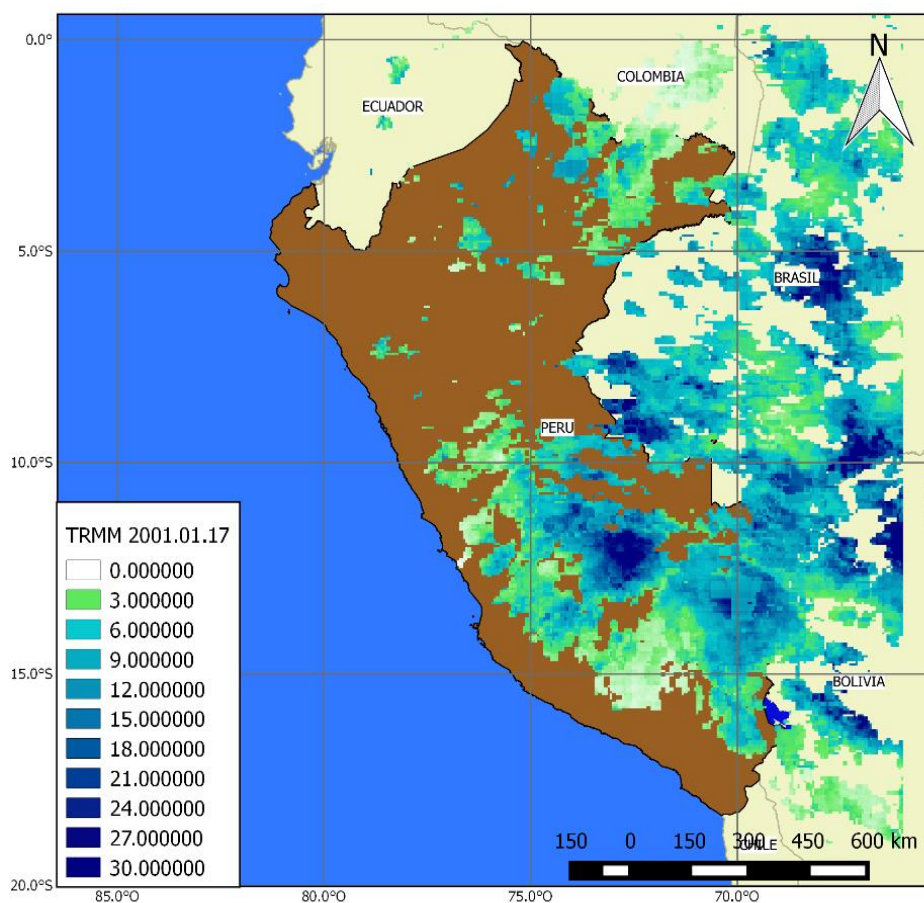 0.0°
N
COLOMBIA
ECUADOR
5.0°S
BRASIL
PERU
10.0°S
TRMM 2001.01.17
0.000000
3.000000
6.000000
9.000000
12.000000
15.000000
18.000000
21.000000
24.000000
27.000000
30.000000
15.0°S
BOLIVIA
150 0 150 300 450 600 km
CHILE
20.0°S
85.0°S 80.0°S 75.0°S 70.0°S